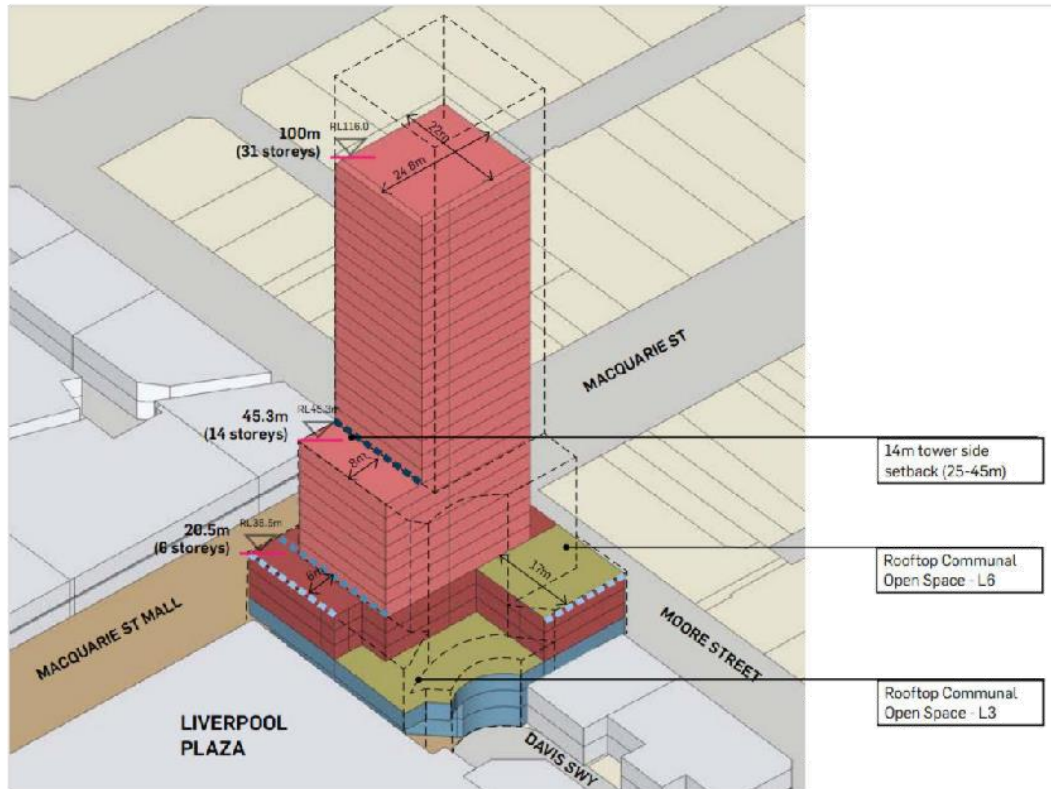 RL116.0
100m
(31 storeys)
22m
24.8m
MACQUARIE ST
RL45.3m
45.3m
(14 storeys)
8m
14m tower side
setback (25-45m)
20.5m
(6 storeys)
6m
17m
Rooftop Communal
Open Space - L6
MACQUARIE ST MALL
MOORE STREET
Rooftop Communal
Open Space - L3
LIVERPOOL
PLAZA
DAVIS SWY